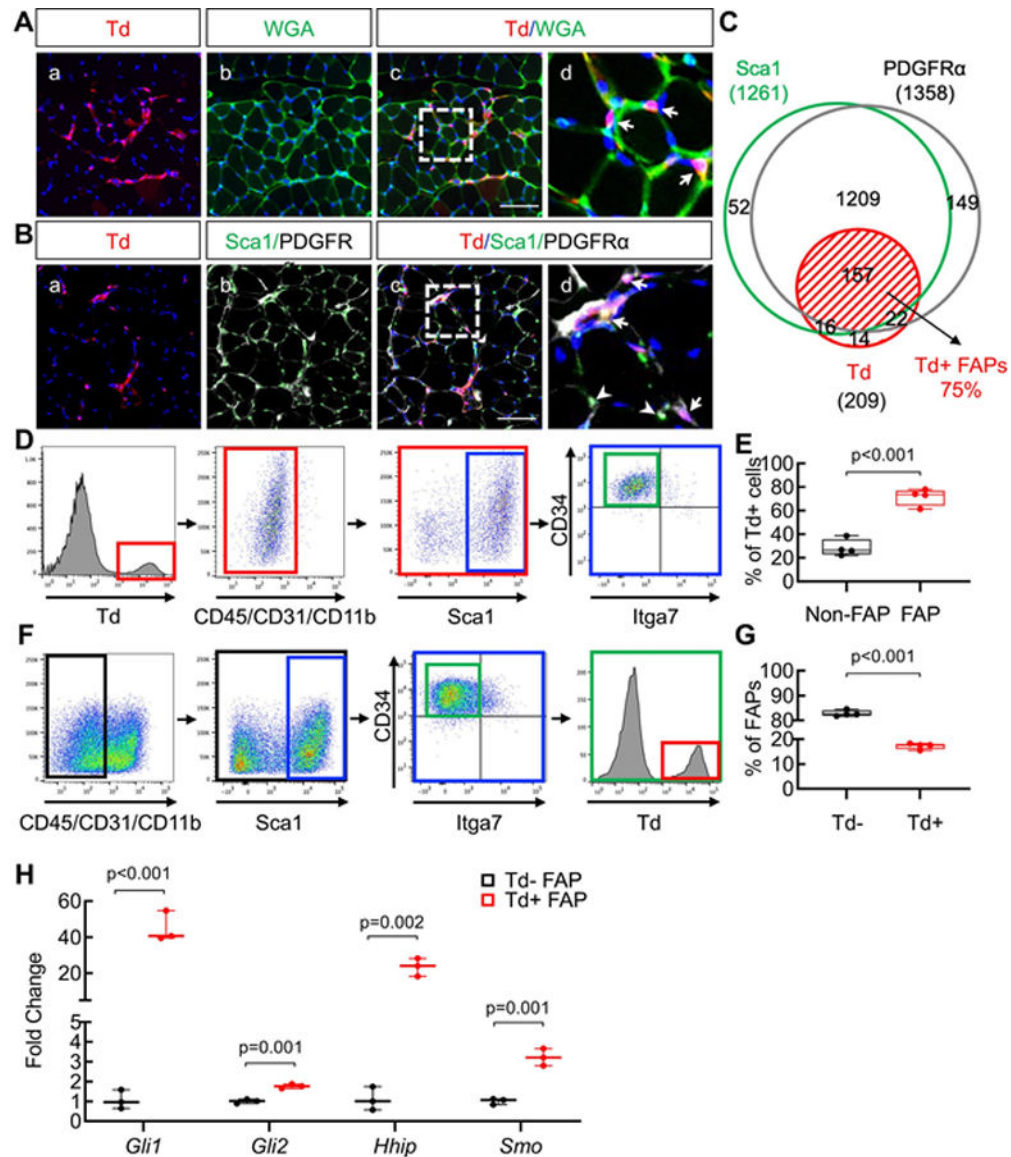 A
Td
WGA
Td/WGA
a
b
c
d
B
Td
Sca1/PDGFR
Td/Sca1/PDGFRα
a
b
c
d
C
Sca1
(1261)
PDGFRα
(1358)
52
1209
149
157
16
22
14
Td
(209)
Td+ FAPs
75%
D
Td
CD45/CD31/CD11b
Sca1
CD34
Itga7
E
% of Td+ cells
p<0.001
100
80
60
40
20
0
Non-FAP
FAP
F
CD45/CD31/CD11b
Sca1
CD34
Itga7
Td
G
% of FAPs
p<0.001
100
90
80
20
10
0
Td-
Td+
H
Td- FAP
Td+ FAP
Fold Change
60
40
20
5
4
3
2
1
0
p<0.001
p=0.001
p=0.002
p=0.001
Gli1
Gli2
Hhip
Smo